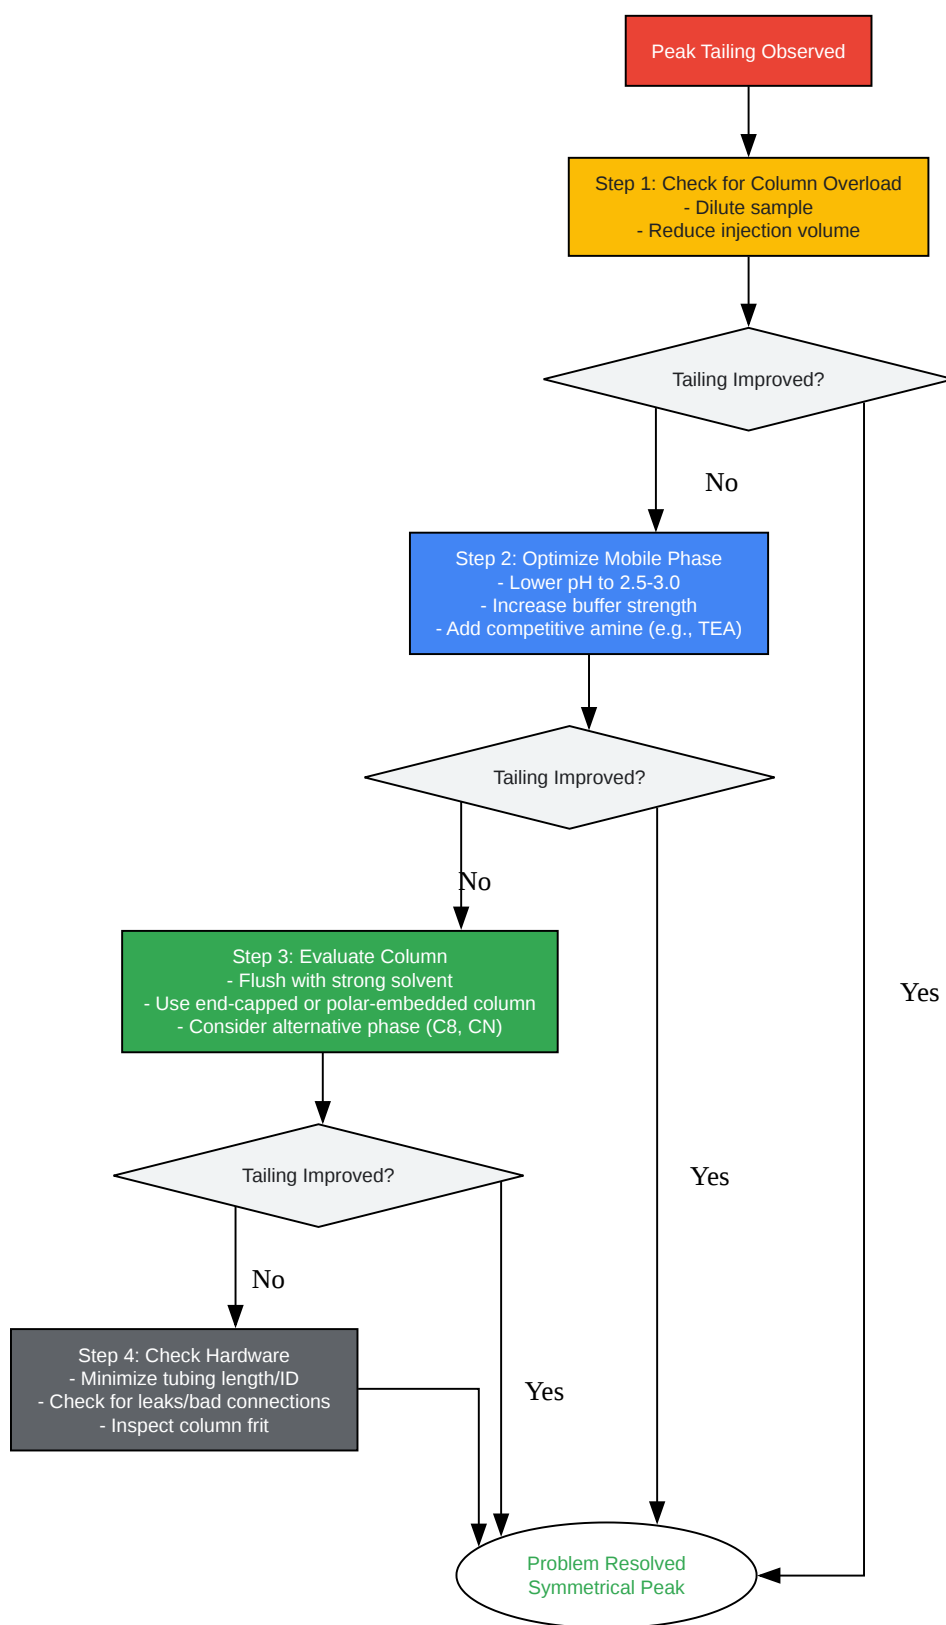 Peak Tailing Observed
Step 1: Check for Column Overload
- Dilute sample
- Reduce injection volume
Tailing Improved?
No
Step 2: Optimize Mobile Phase
- Lower pH to 2.5-3.0
- Increase buffer strength
- Add competitive amine (e.g., TEA)
Tailing Improved?
No
Step 3: Evaluate Column
- Flush with strong solvent
- Use end-capped or polar-embedded column
- Consider alternative phase (C8, CN)
Yes
Tailing Improved?
Yes
No
Step 4: Check Hardware
- Minimize tubing length/ID
- Check for leaks/bad connections
- Inspect column frit
Yes
Problem Resolved
Symmetrical Peak